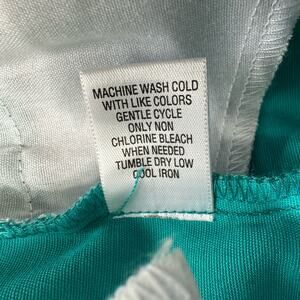 MACHINE WASH COLD
WITH LIKE COLORS
GENTLE CYCLE
ONLY NON
CHLORINE BLEACH
WHEN NEEDED
TUMBLE DRY LOW
COOL IRON